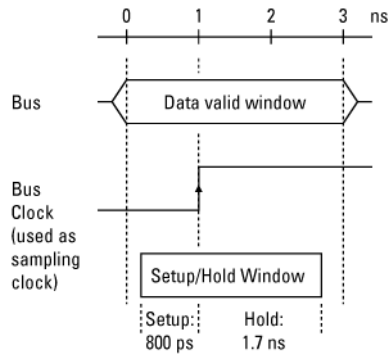 0 1 2 3 ns
Bus
Data valid window
Bus
Clock
(used as
sampling
clock)
Setup/Hold Window
Setup: Hold:
800 ps 1.7 ns